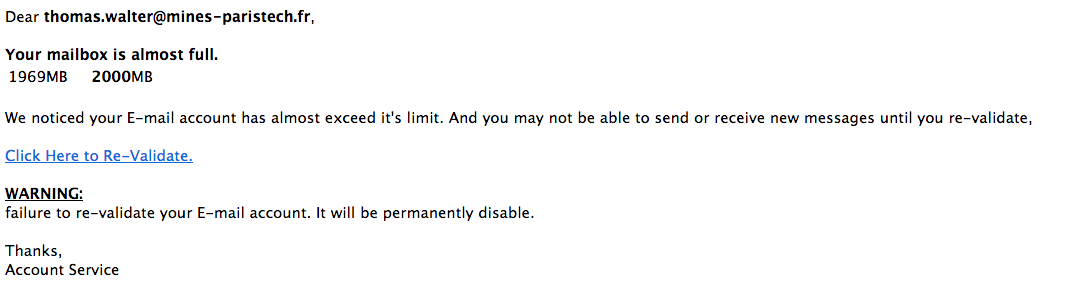 Dear thomas.walter@mines-paristech.fr,
Your mailbox is almost full.
1969MB 2000MB
We noticed your E-mail account has almost exceed it's limit. And you may not be able to send or receive new messages until you re-validate,
Click Here to Re-Validate.
WARNING:
failure to re-validate your E-mail account. It will be permanently disable.
Thanks,
Account Service